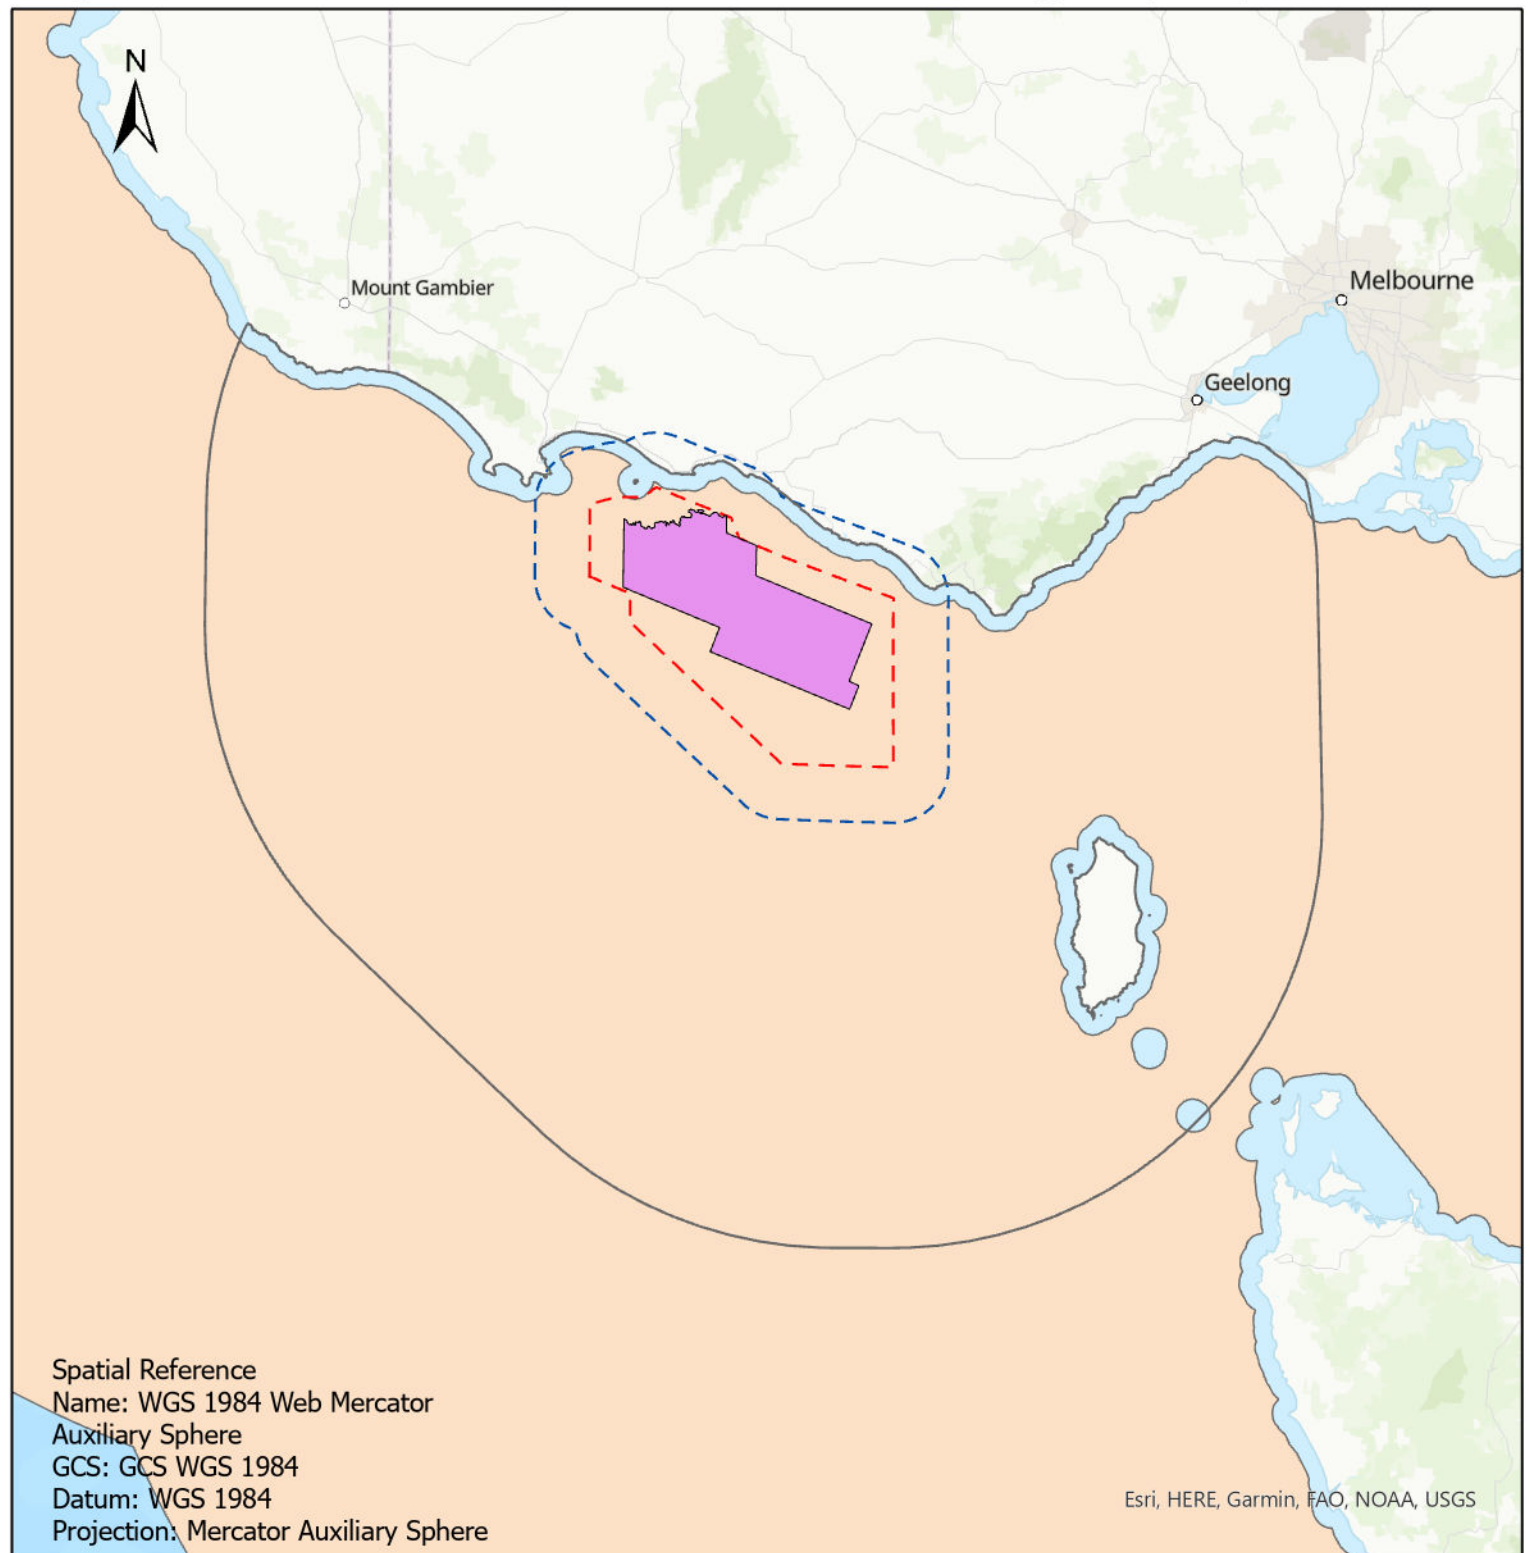 N
Mount Gambier
Melbourne
Geelong
Spatial Reference
Name: WGS 1984 Web Mercator
Auxiliary Sphere
GCS: GCS WGS 1984
Datum: WGS 1984
Projection: Mercator Auxiliary Sphere
Esri, HERE, Garmin, FAO, NOAA, USGS